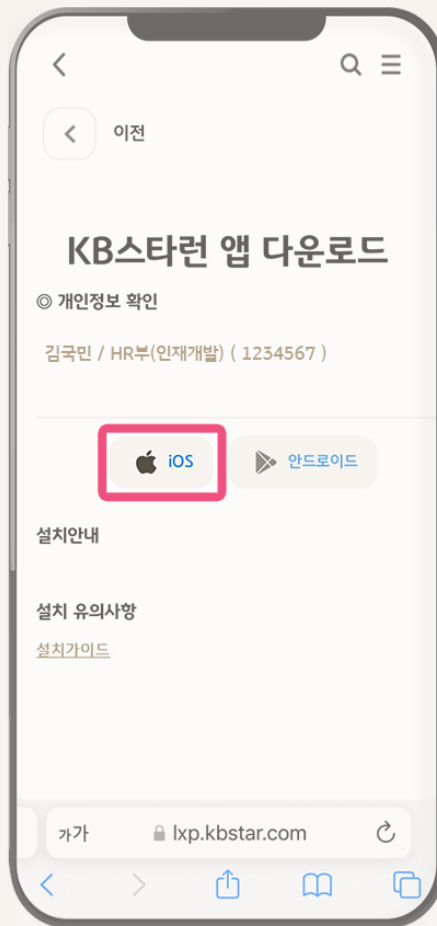 이전
KB스타런 앱 다운로드
◎ 개인정보 확인
김국민 / HR부(인재개발) ( 1234567 )
iOS
안드로이드
설치안내
설치 유의사항
설치가이드
가가
lxp.kbstar.com